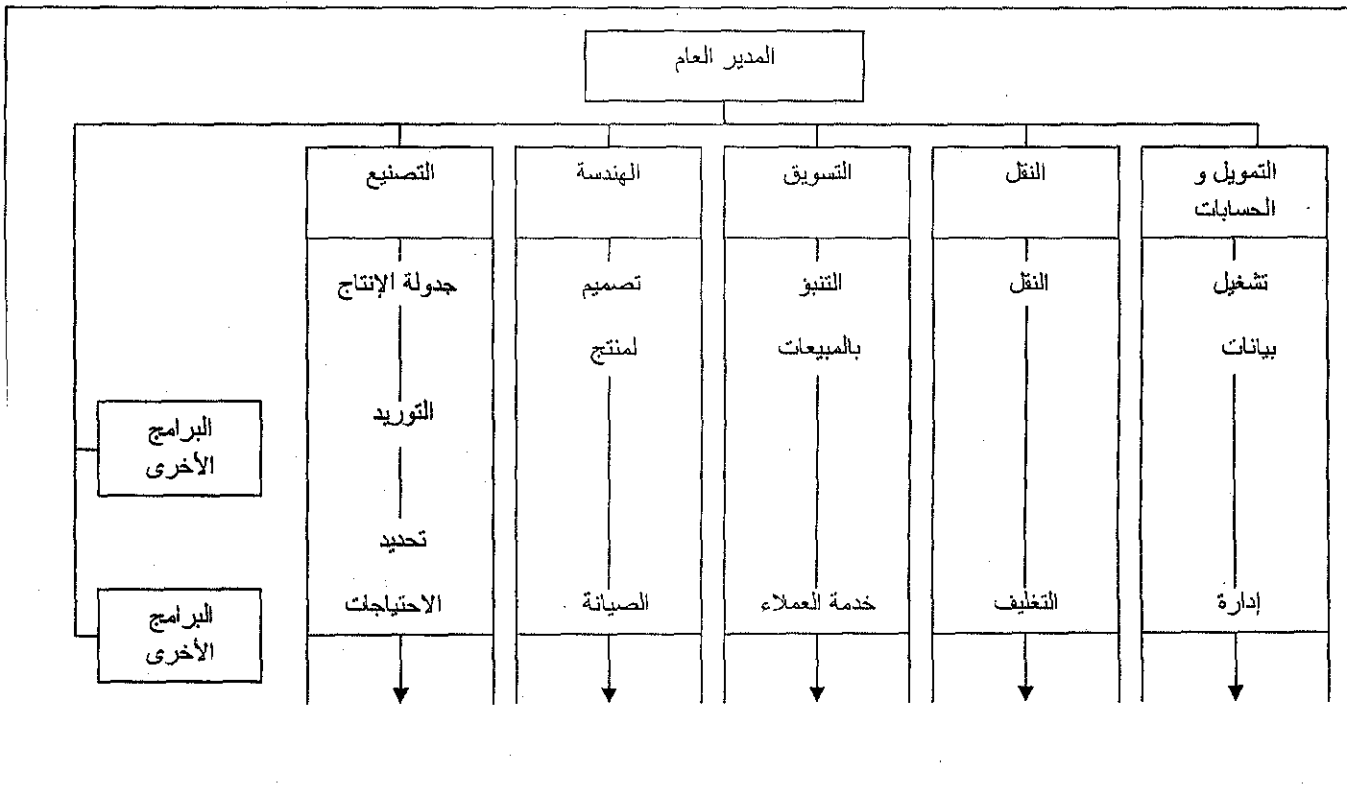 المدير العام
التمويل و
الحسابات
النقل
التسويق
الهندسة
التصنيع
تشغيل
بيانات
إدارة
النقل
التغليف
التنبؤ
بالمبيعات
خدمة العملاء
تصميم
لمنتج
الصيانة
جدولة الإنتاج
التوريد
تحديد
الاحتياجات
البرامج
الأخرى
البرامج
الأخرى